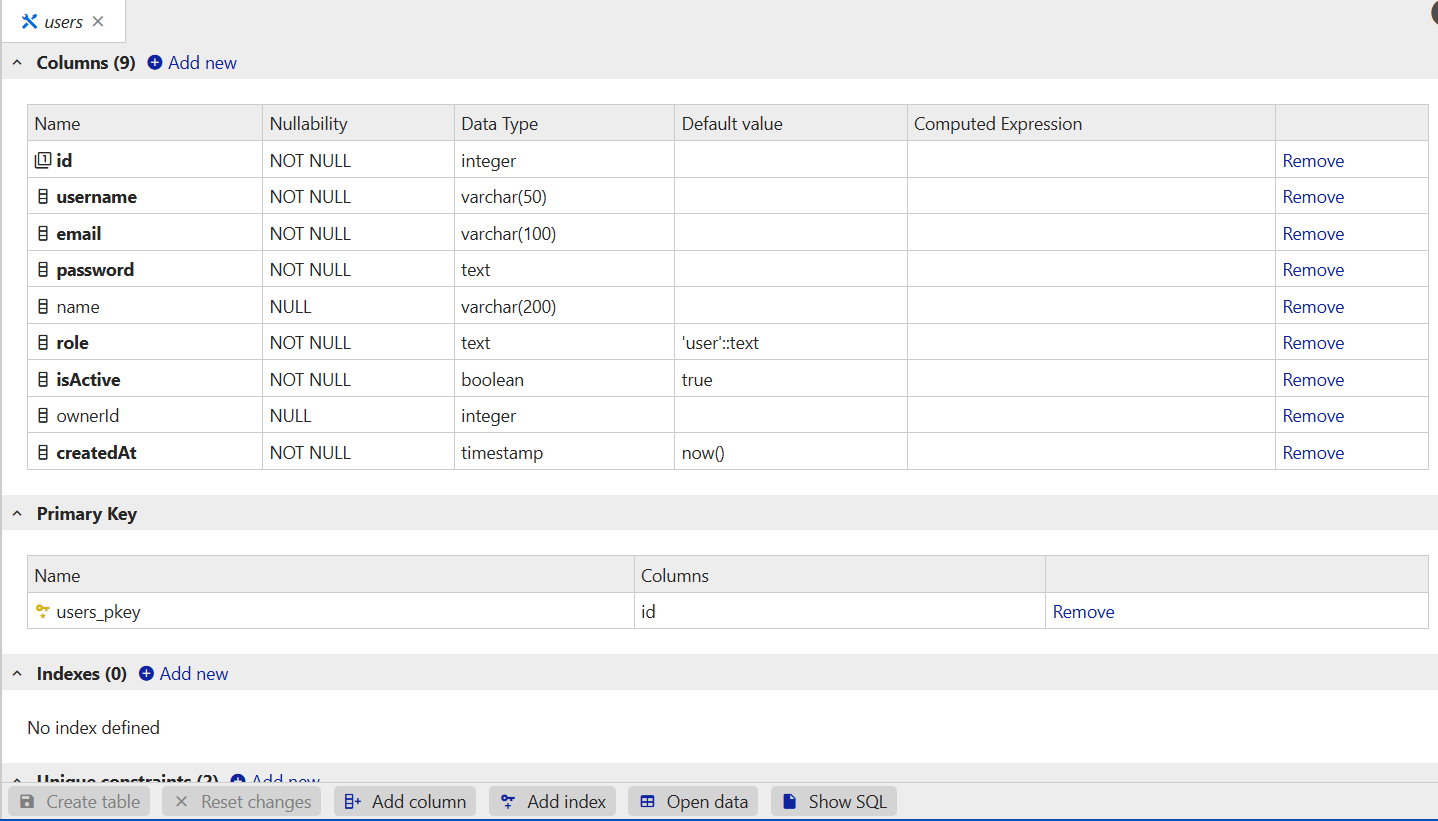 users
Columns (9) Add new
Name Nullability Data Type Default value Computed Expression
id NOT NULL integer Remove
username NOT NULL varchar(50) Remove
email NOT NULL varchar(100) Remove
password NOT NULL text Remove
name NULL varchar(200) Remove
role NOT NULL text 'user'::text Remove
isActive NOT NULL boolean true Remove
ownerId NULL integer Remove
createdAt NOT NULL timestamp now() Remove
Primary Key
Name Columns
users_pkey id Remove
Indexes (0) Add new
No index defined
Unique constraints (2) Add new
Create table Reset changes Add column Add index Open data Show SQL